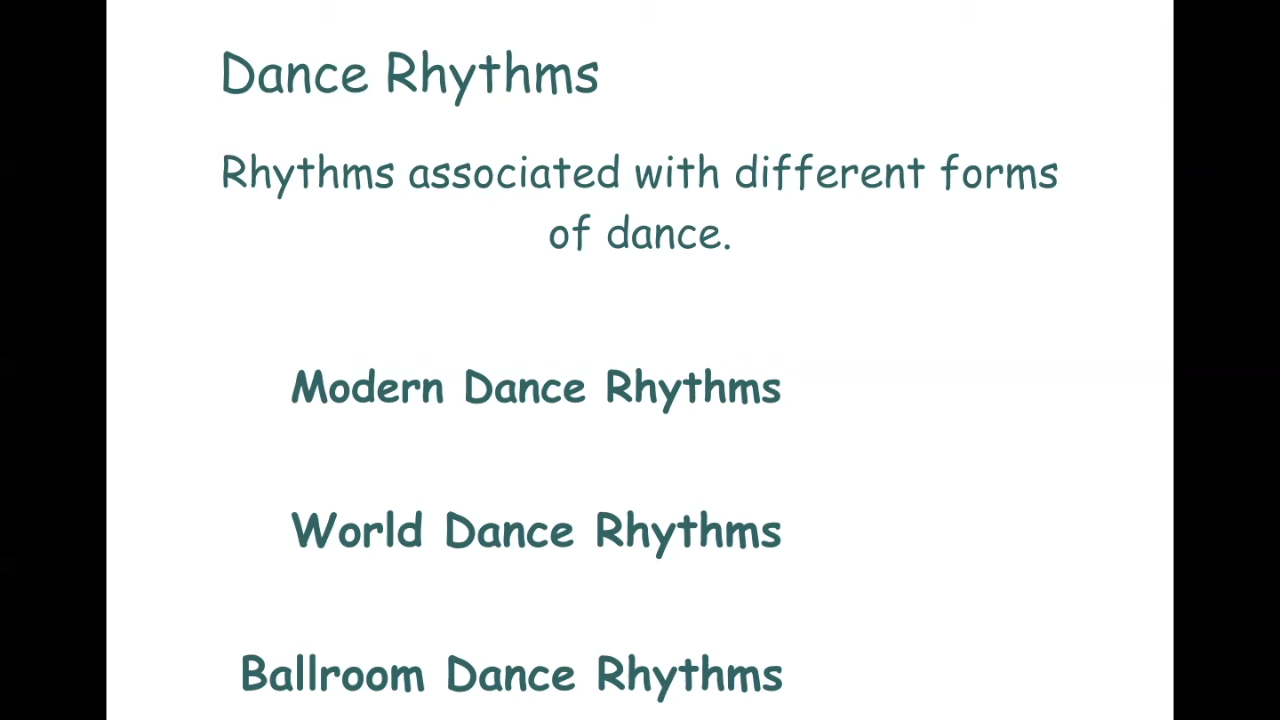 Dance Rhythms
Rhythms associated with different forms
of dance.
Modern Dance Rhythms
World Dance Rhythms
Ballroom Dance Rhythms